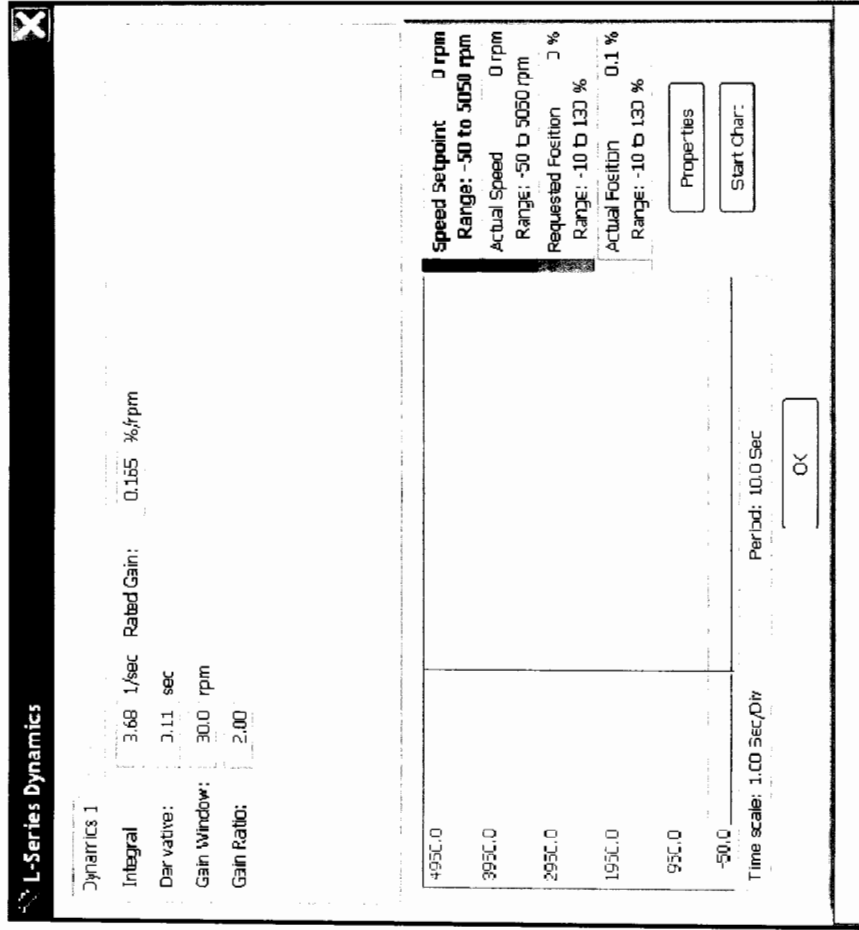 L-Series Dynamics
Dynamics 1
Integral 3.68 1/sec Rated Gain: 0.165 %/rpm
Derivative: 0.11 sec
Gain Window: 30.0 rpm
Gain Ratio: 2.00
4950.0
3950.0
2950.0
1950.0
950.0
-50.0
Time scale: 1.00 Sec/Div Period: 10.0 Sec
Speed Setpoint 0 rpm
Range: -50 to 5050 rpm
Actual Speed 0 rpm
Range: -50 to 5050 rpm
Requested Position 0 %
Range: -10 to 130 %
Actual Position 0.1 %
Range: -10 to 130 %
Properties
Start Chart
OK